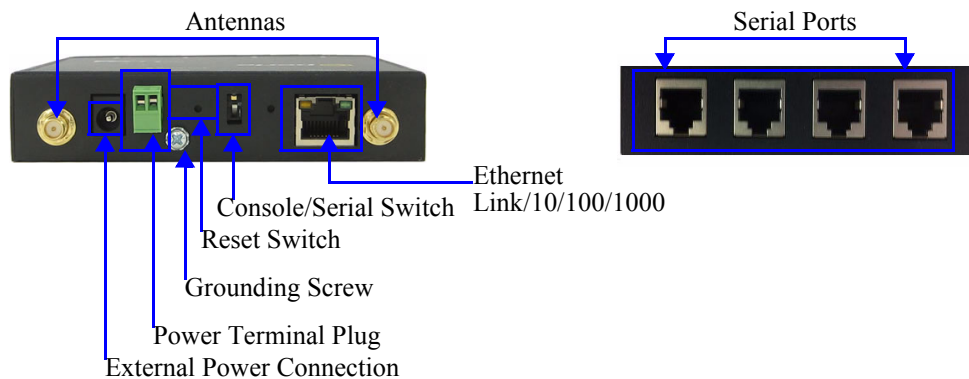 Antennas
Serial Ports
Ethernet
Link/10/100/1000
Console/Serial Switch
Reset Switch
Grounding Screw
Power Terminal Plug
External Power Connection